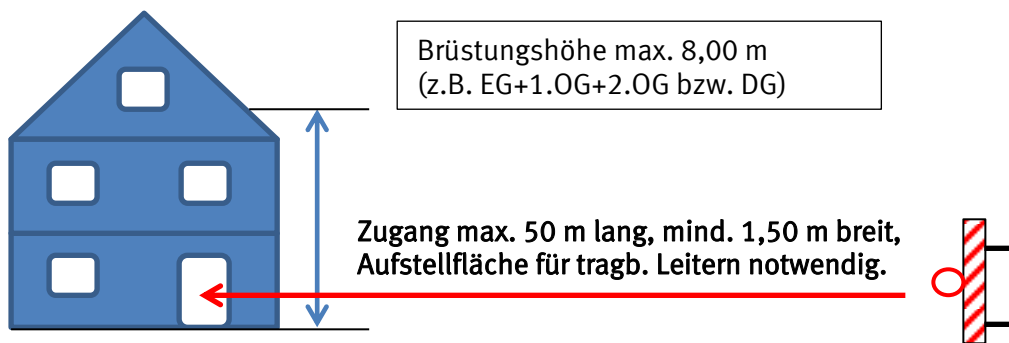 Brüstungshöhe max. 8,00 m
(z.B. EG+1.OG+2.OG bzw. DG)
Zugang max. 50 m lang, mind. 1,50 m breit,
Aufstellfläche für tragb. Leitern notwendig.